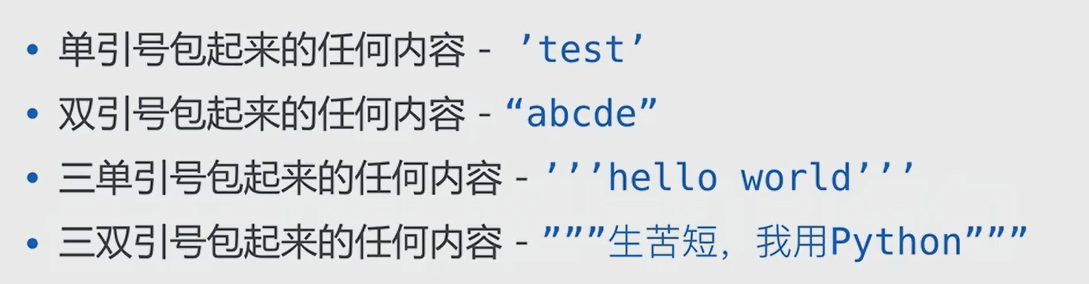 • 单引号包起来的任何内容 - ’test’
• 双引号包起来的任何内容 - “abcde”
• 三单引号包起来的任何内容 - ’’’hello world’’’
• 三双引号包起来的任何内容 - ”””生苦短，我用Python”””